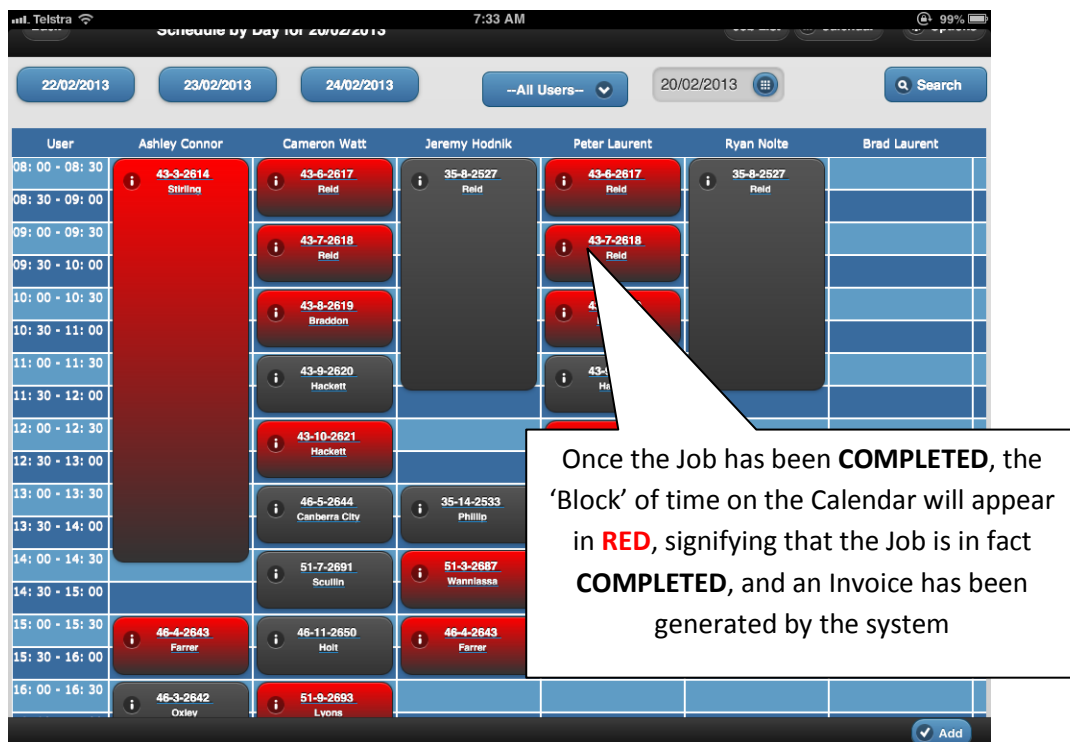 Telstra 7:33 AM 99%
Schedule by Day for 20/02/2013
22/02/2013 23/02/2013 24/02/2013 --All Users-- 20/02/2013 Search
User Ashley Connor Cameron Watt Jeremy Hodnik Peter Laurent Ryan Nolte Brad Laurent
08: 00 - 08: 30 43-3-2614 43-6-2617 35-8-2527 43-6-2617 35-8-2527
Stirling Reid Reid Reid Reid
08: 30 - 09: 00
09: 00 - 09: 30 43-7-2618 43-7-2618
Reid Reid
09: 30 - 10: 00
10: 00 - 10: 30 43-8-2619
Braddon
10: 30 - 11: 00
11: 00 - 11: 30 43-9-2620
Hackett
11: 30 - 12: 00
12: 00 - 12: 30 43-10-2621
Hackett
12: 30 - 13: 00
13: 00 - 13: 30 46-5-2644 35-14-2533
Canberra City Phillip
13: 30 - 14: 00
14: 00 - 14: 30 51-7-2691 51-3-2687
Scullin Wanniassa
14: 30 - 15: 00
15: 00 - 15: 30 46-4-2643 46-11-2650 46-4-2643
Farrer Holt Farrer
15: 30 - 16: 00
16: 00 - 16: 30 46-3-2642 51-9-2693
Oxley Lyons
Once the Job has been COMPLETED, the
‘Block’ of time on the Calendar will appear
in RED, signifying that the Job is in fact
COMPLETED, and an Invoice has been
generated by the system
Add